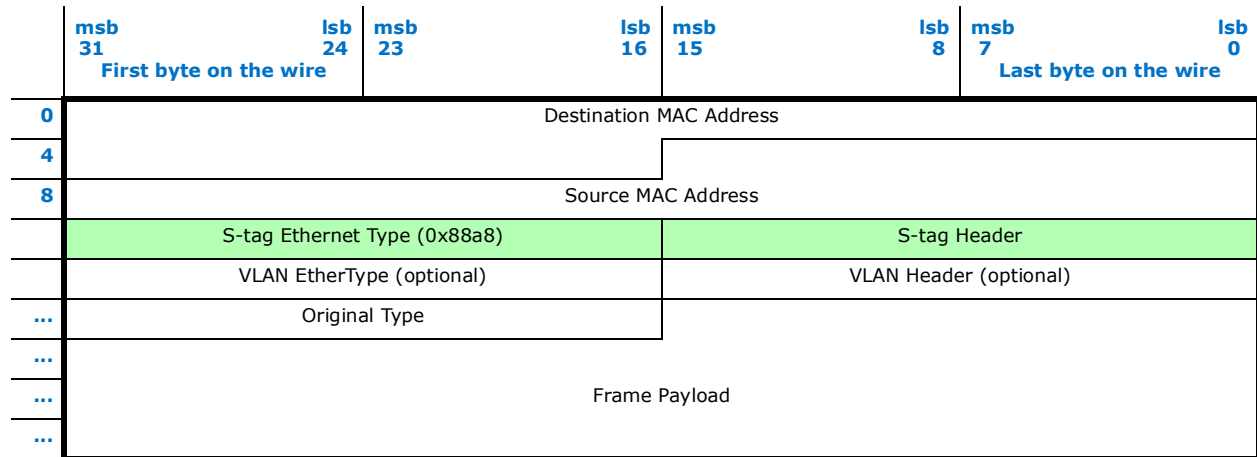 msb lsb msb lsb msb lsb msb lsb
31 24 23 16 15 8 7 0
First byte on the wire Last byte on the wire
0 Destination MAC Address
4
8 Source MAC Address
S-tag Ethernet Type (0x88a8) S-tag Header
VLAN EtherType (optional) VLAN Header (optional)
... Original Type
...
... Frame Payload
...